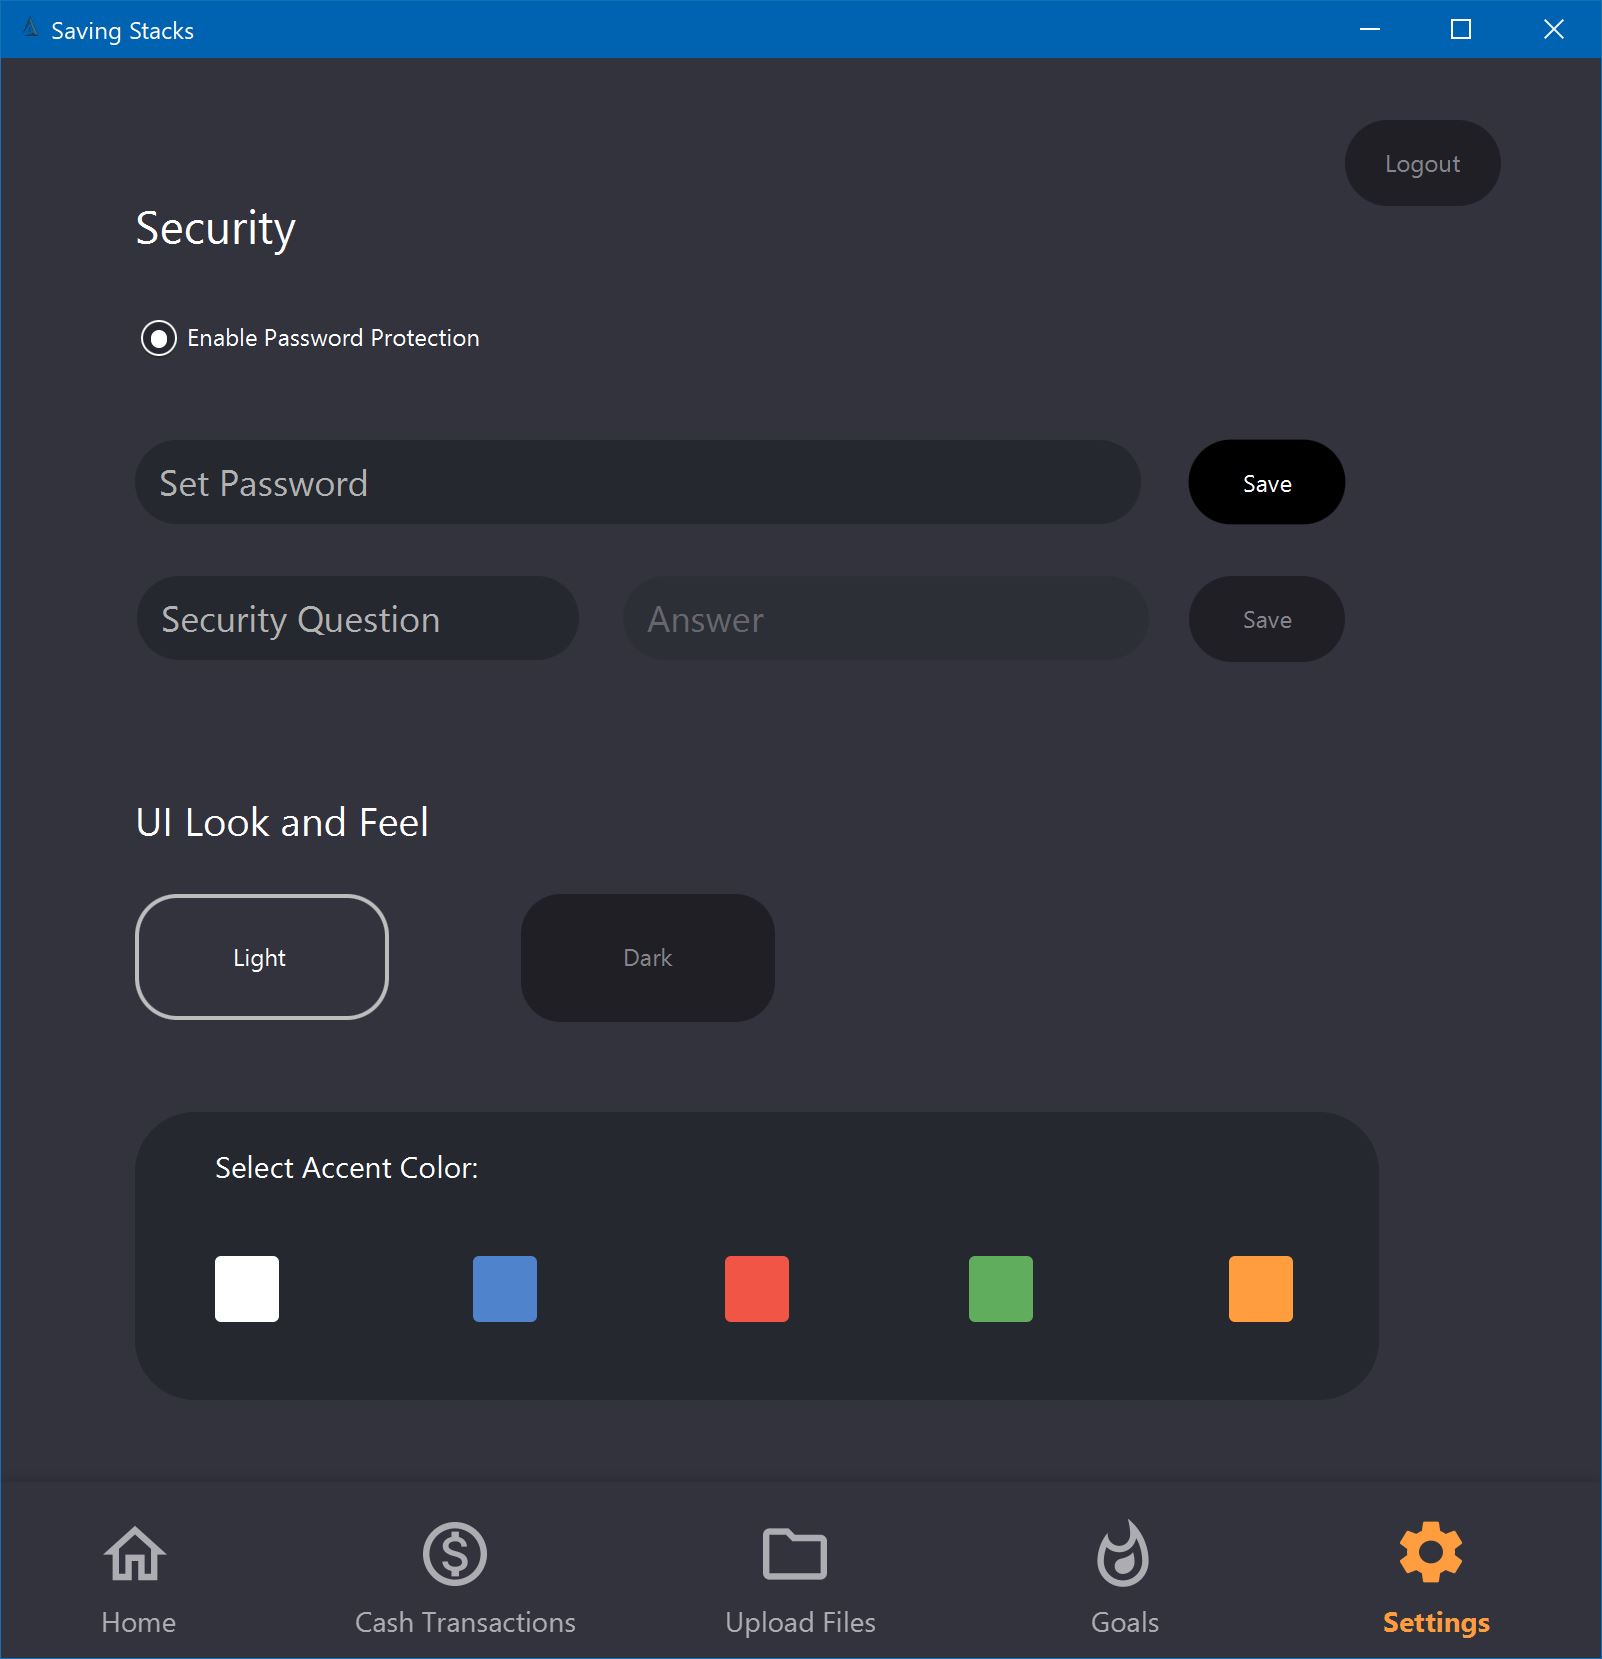 Saving Stacks
Logout
Security
Enable Password Protection
Set Password
Save
Security Question
Answer
Save
UI Look and Feel
Light
Dark
Select Accent Color:
Home
Cash Transactions
Upload Files
Goals
Settings